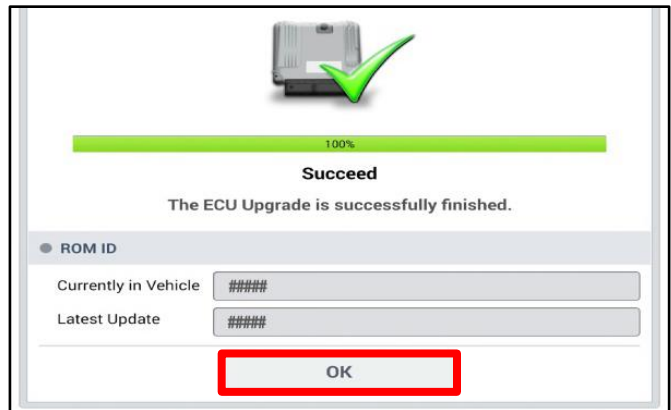 100%
Succeed
The ECU Upgrade is successfully finished.
ROM ID
Currently in Vehicle #####
Latest Update #####
OK